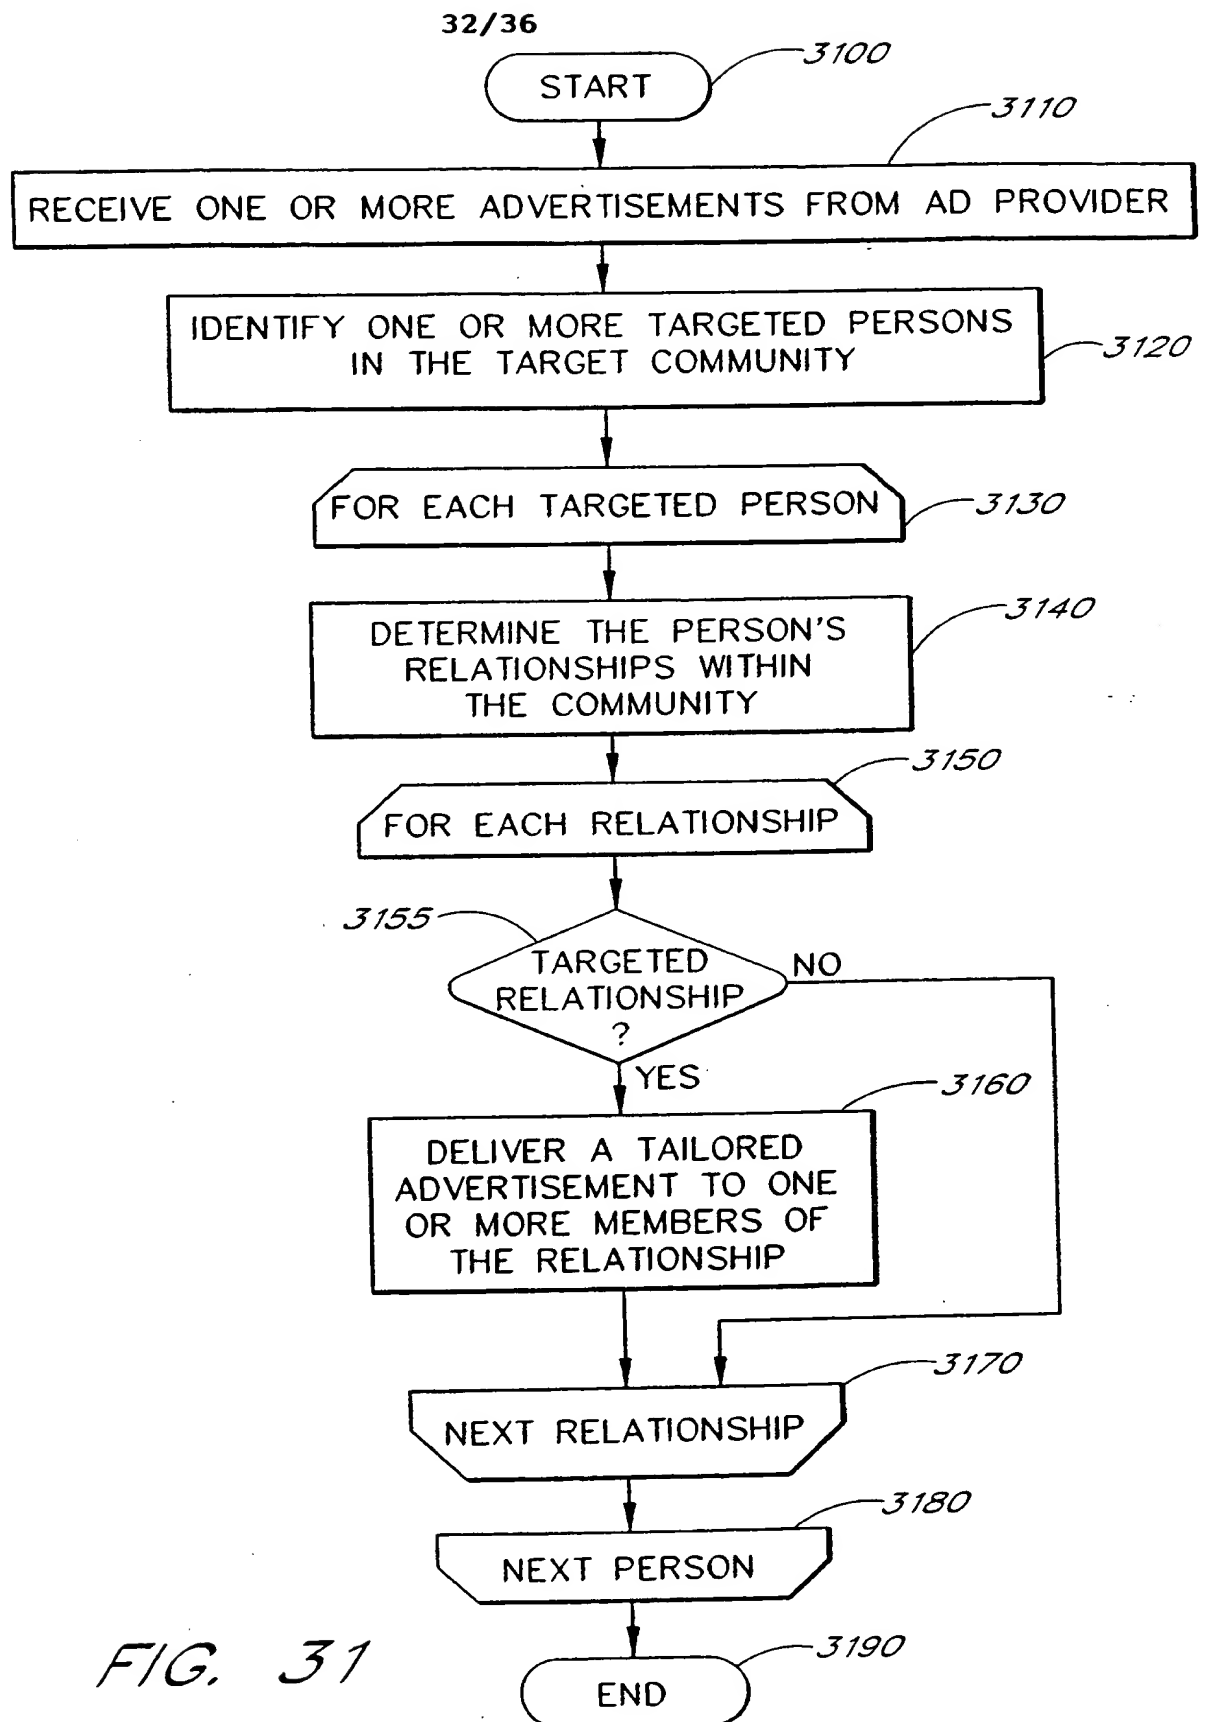 32/36
START
3100
3110
RECEIVE ONE OR MORE ADVERTISEMENTS FROM AD PROVIDER
IDENTIFY ONE OR MORE TARGETED PERSONS
IN THE TARGET COMMUNITY
3120
FOR EACH TARGETED PERSON
3130
DETERMINE THE PERSON'S
RELATIONSHIPS WITHIN
THE COMMUNITY
3140
3150
FOR EACH RELATIONSHIP
3155
TARGETED
RELATIONSHIP
?
NO
YES
3160
DELIVER A TAILORED
ADVERTISEMENT TO ONE
OR MORE MEMBERS OF
THE RELATIONSHIP
3170
NEXT RELATIONSHIP
3180
NEXT PERSON
3190
END
FIG. 31